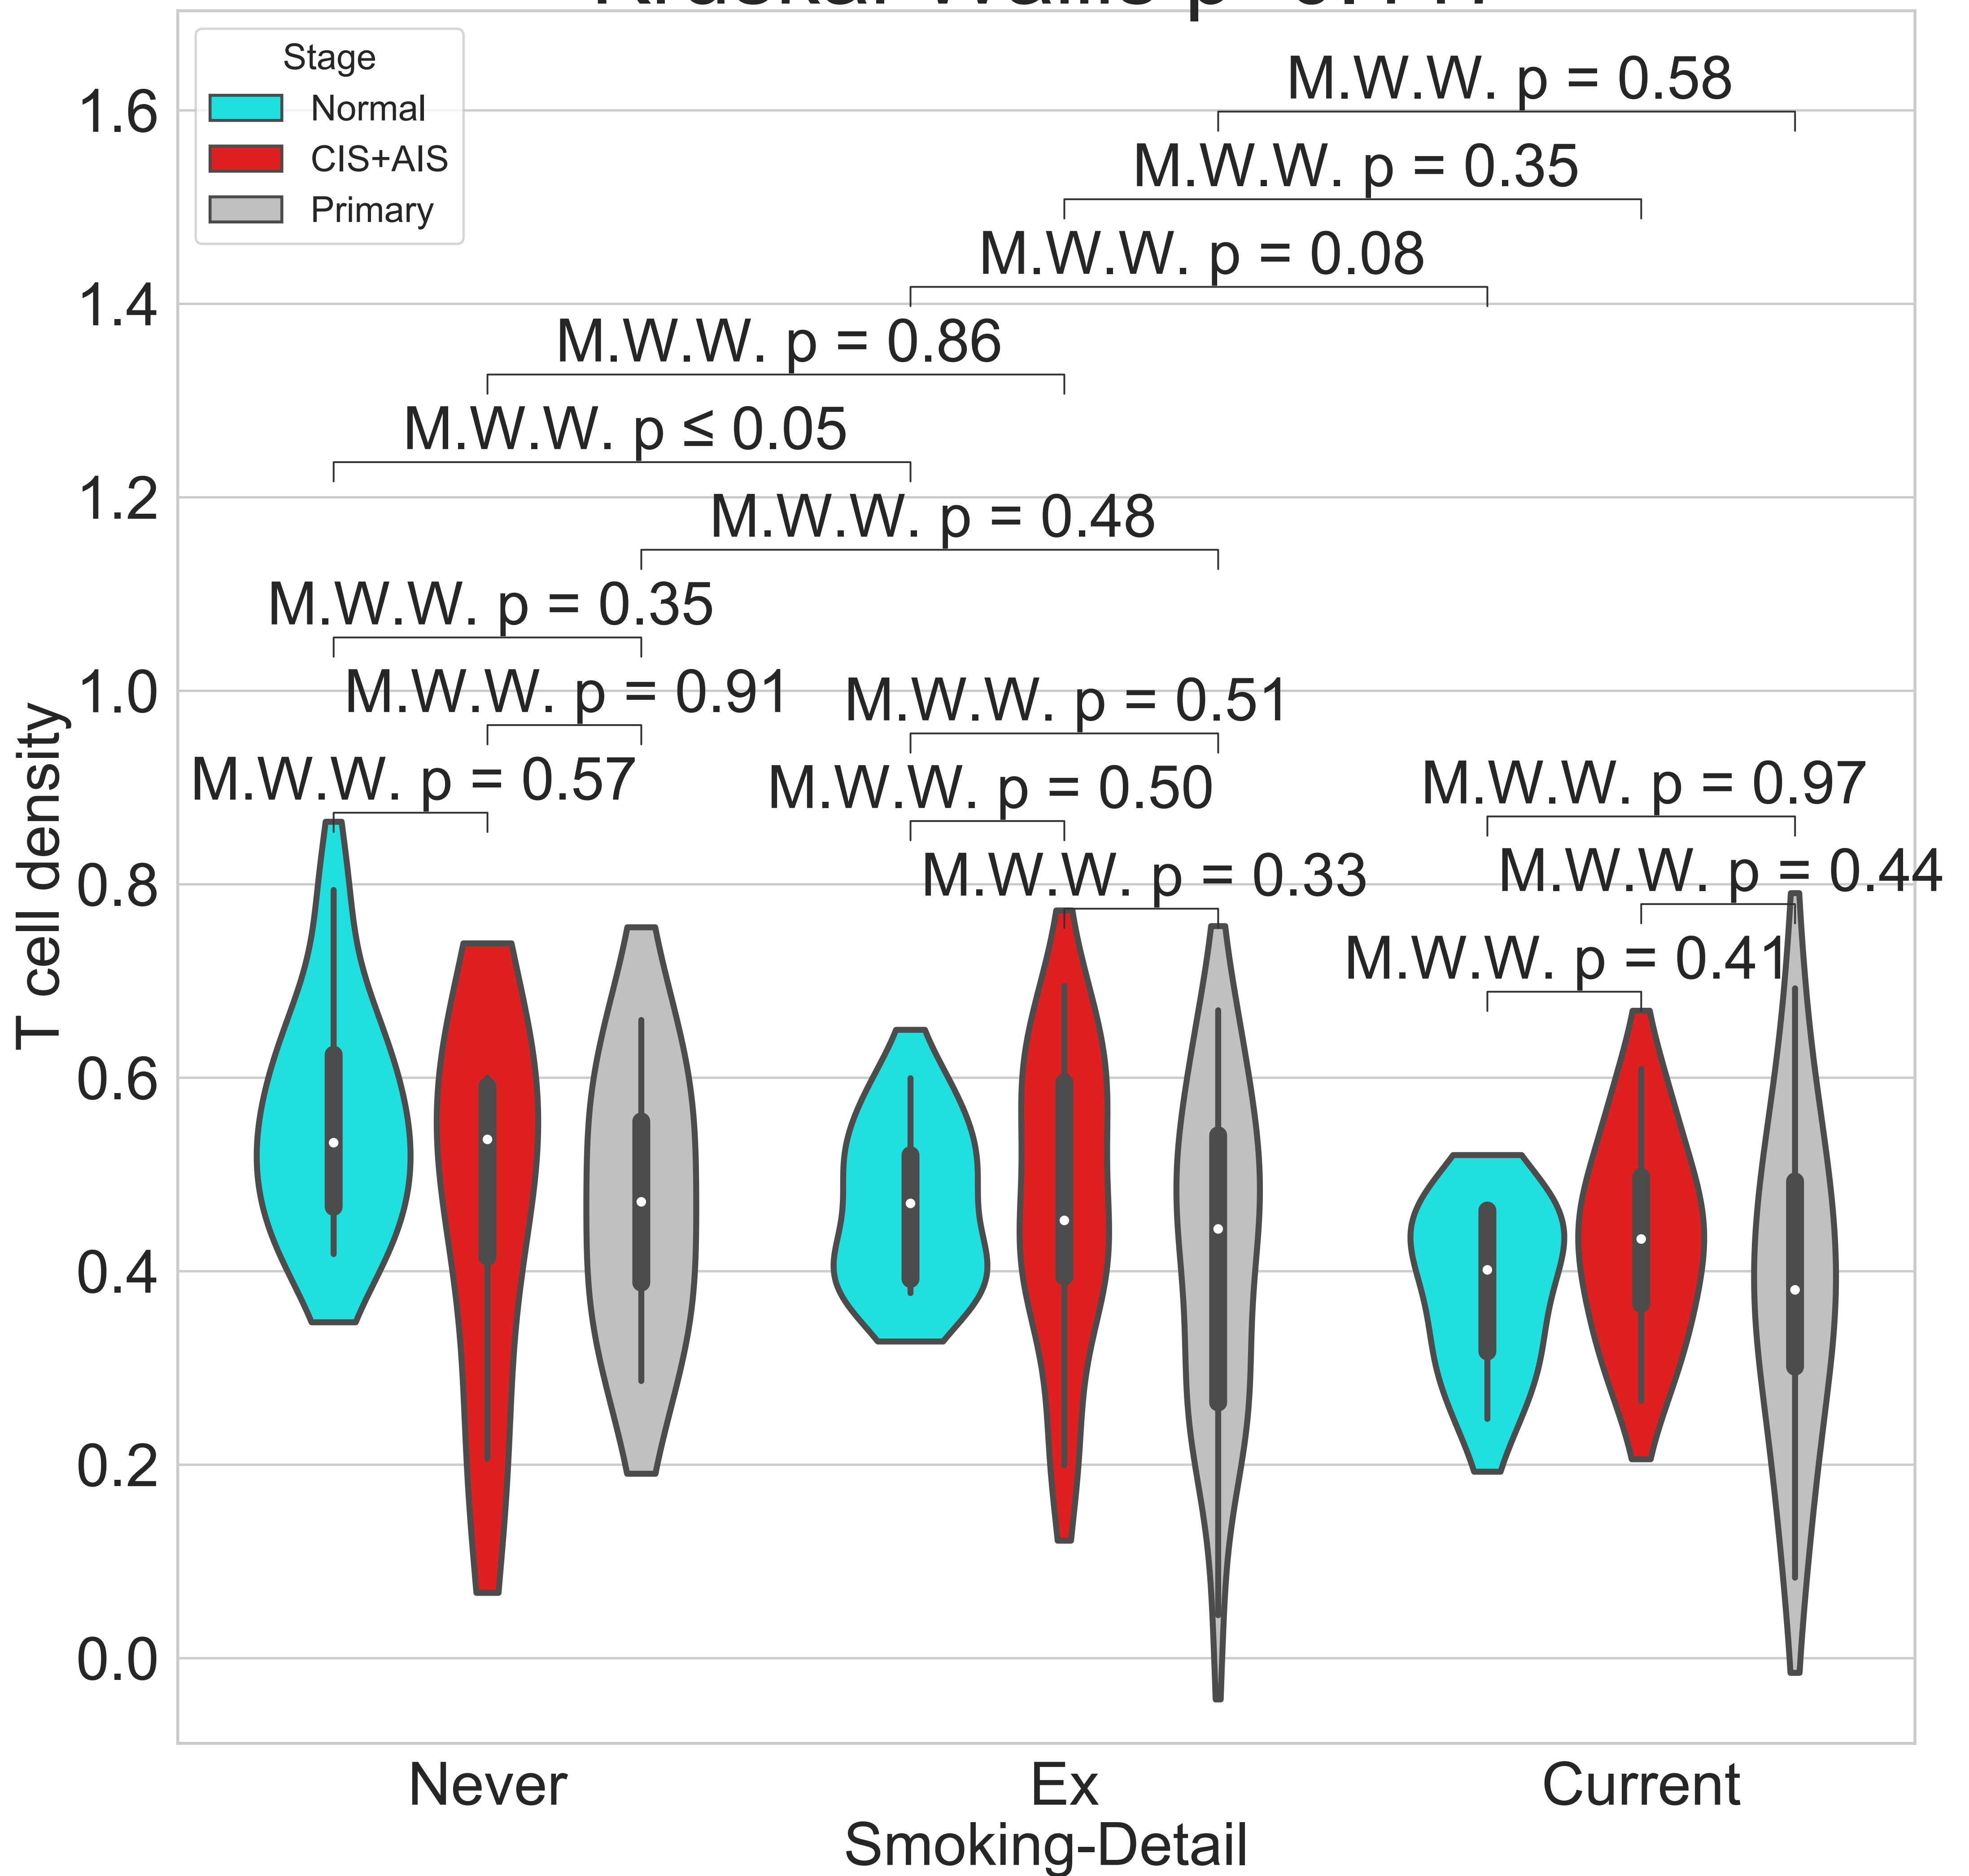 Stage
Normal
CIS+AIS
Primary
M.W.W. p = 0.58
M.W.W. p = 0.35
M.W.W. p = 0.08
M.W.W. p = 0.86
M.W.W. p ≤ 0.05
M.W.W. p = 0.48
M.W.W. p = 0.35
M.W.W. p = 0.91
M.W.W. p = 0.51
M.W.W. p = 0.57
M.W.W. p = 0.50
M.W.W. p = 0.97
M.W.W. p = 0.33
M.W.W. p = 0.44
M.W.W. p = 0.41
T cell density
1.6
1.4
1.2
1.0
0.8
0.6
0.4
0.2
0.0
Never
Ex
Current
Smoking-Detail